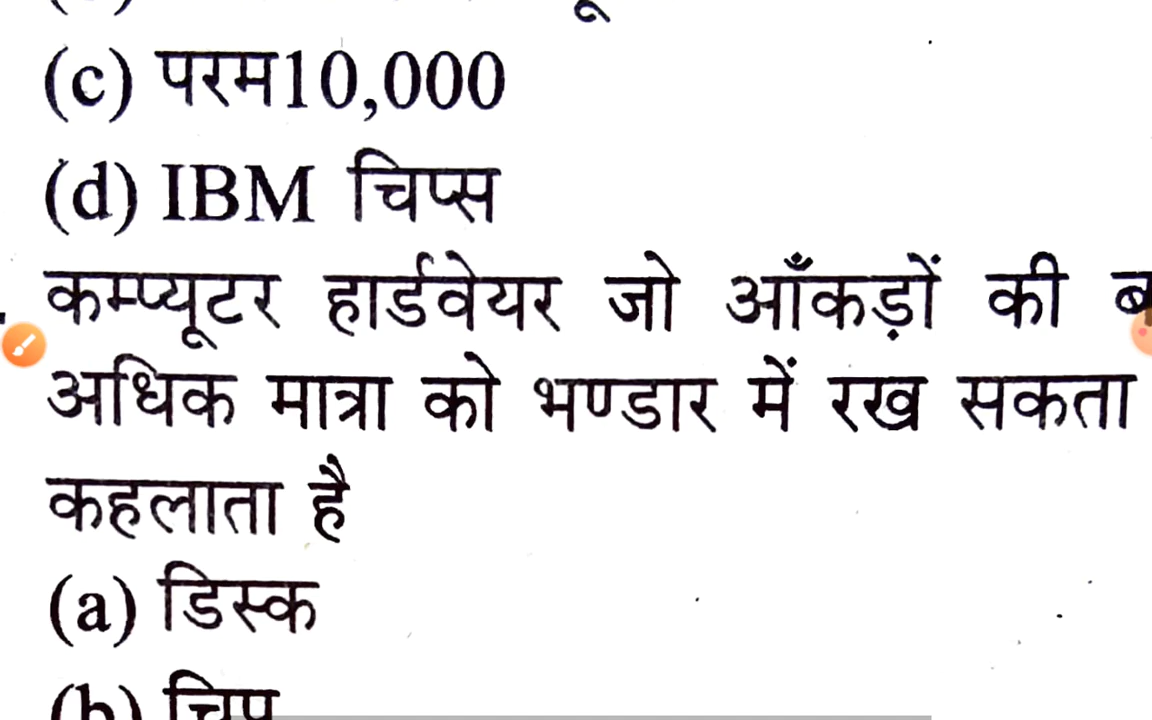 (c) परम10,000
(d) IBM चिप्स
कम्प्यूटर हार्डवेयर जो आँकड़ों की
अधिक मात्रा को भण्डार में रख सकता
कहलाता है
(a) डिस्क
(b) चिप